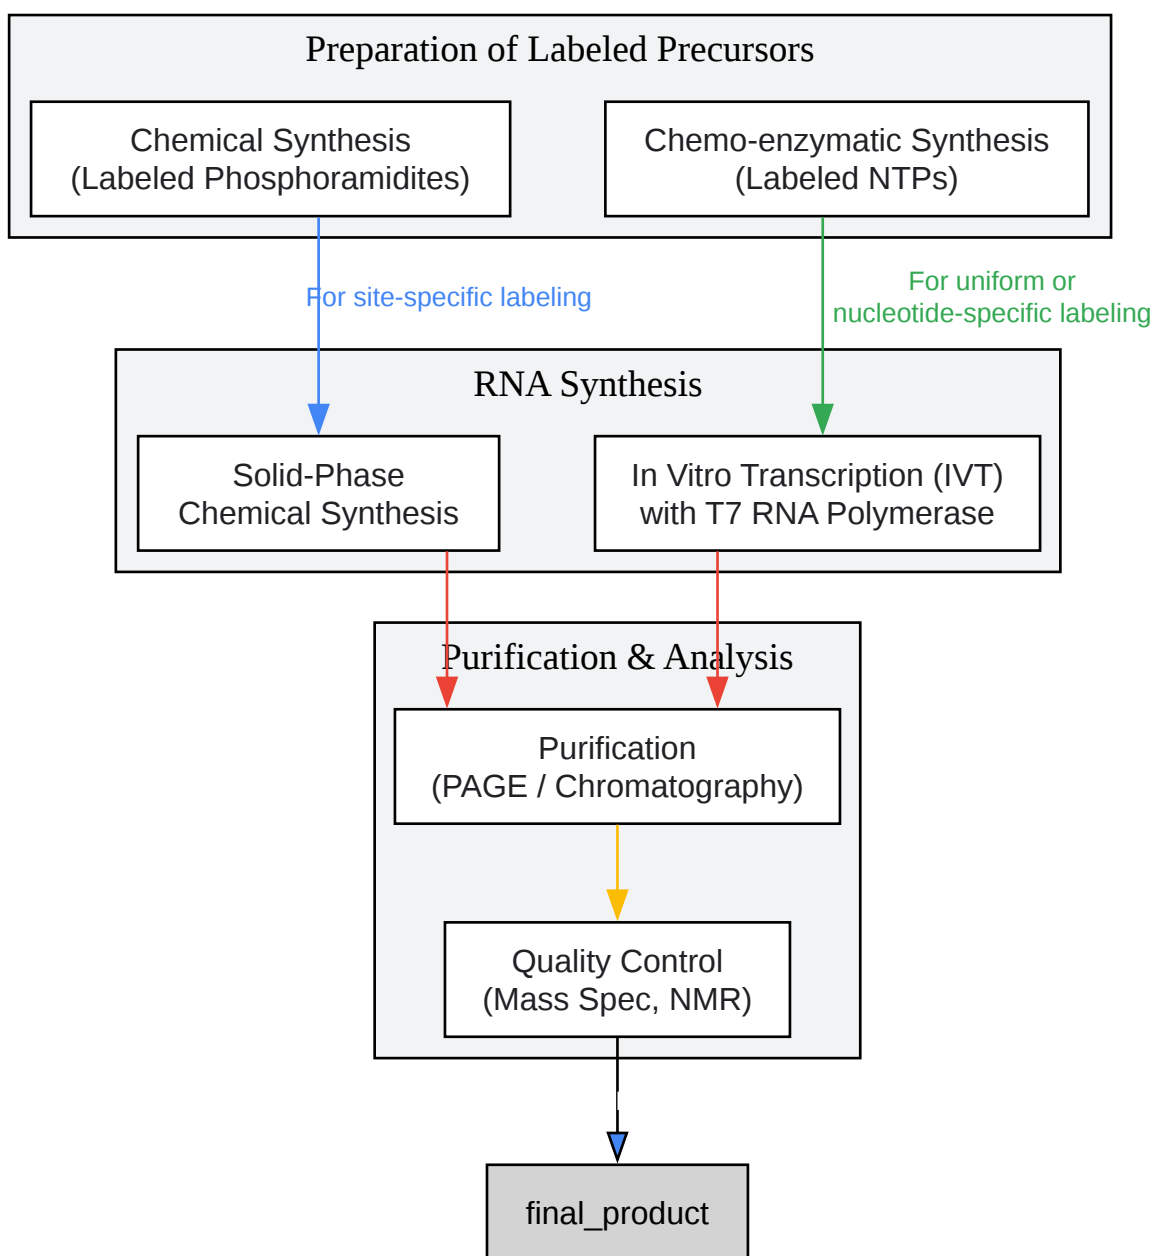 Preparation of Labeled Precursors
Chemical Synthesis
(Labeled Phosphoramidites)
Chemo-enzymatic Synthesis
(Labeled NTPs)
For site-specific labeling
For uniform or
nucleotide-specific labeling
RNA Synthesis
Solid-Phase
Chemical Synthesis
In Vitro Transcription (IVT)
with T7 RNA Polymerase
Purification & Analysis
Purification
(PAGE / Chromatography)
Quality Control
(Mass Spec, NMR)
final_product